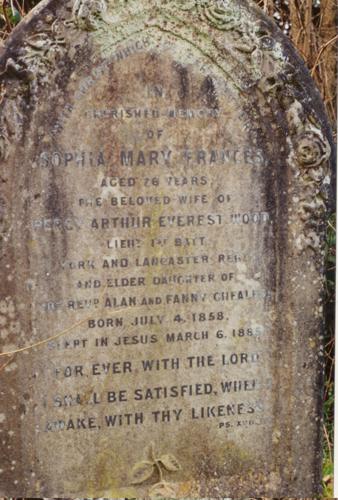 IN
CHERISHED MEMORY
OF
SOPHIA MARY FRANCES
AGED 26 YEARS,
THE BELOVED WIFE OF
PERCY ARTHUR EVEREST WOOD
LIEUT 1ST BATT
YORK AND LANCASTER REGT
AND ELDER DAUGHTER OF
THE REVD ALAN AND FANNY
BORN JULY 4, 1858,
SLEPT IN JESUS MARCH 6,
FOR EVER, WITH THE LORD
I SHALL BE SATISFIED, WHEN I
AWAKE, WITH THY LIKENESS
PS.